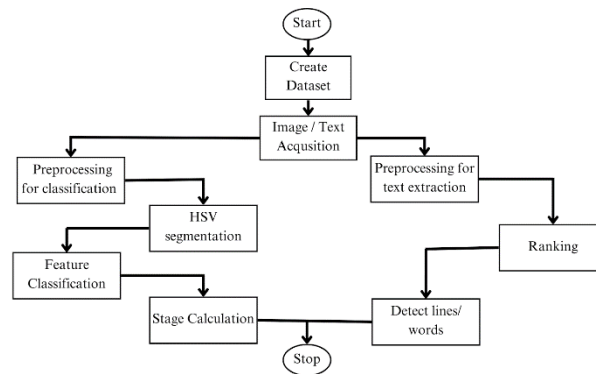 Start
Create
Dataset
Image / Text
Acqusition
Preprocessing
for classification
Preprocessing for
text extraction
HSV
segmentation
Ranking
Feature
Classification
Stage Calculation
Detect lines/
words
Stop